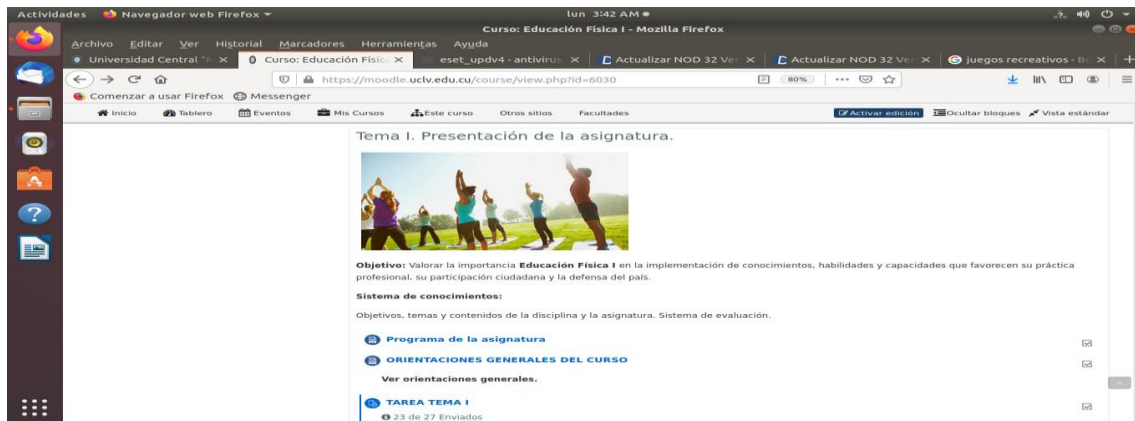 Actividades Navegador web Firefox lun 3:42 AM
Curso: Educación Física I - Mozilla Firefox
Archivo Editar Ver Historial Marcadores Herramientas Ayuda
Universidad Central Curso: Educación Físic eset_updv4 - antivirus Actualizar NOD 32 Ver Actualizar NOD 32 Ver juegos recreativos - B
https://moodle.uclv.edu.cu/course/view.php?id=6030 80%
Comenzar a usar Firefox Messenger
Inicio Tablero Eventos Mis Cursos Este curso Otros sitios Facultades Activar edición Ocultar bloques Vista estándar
Tema I. Presentación de la asignatura.
Objetivo: Valorar la importancia Educación Física I en la implementación de conocimientos, habilidades y capacidades que favorecen su práctica
profesional, su participación ciudadana y la defensa del país.
Sistema de conocimientos:
Objetivos, temas y contenidos de la disciplina y la asignatura. Sistema de evaluación.
Programa de la asignatura
ORIENTACIONES GENERALES DEL CURSO
Ver orientaciones generales.
TAREA TEMA I
23 de 27 Enviados